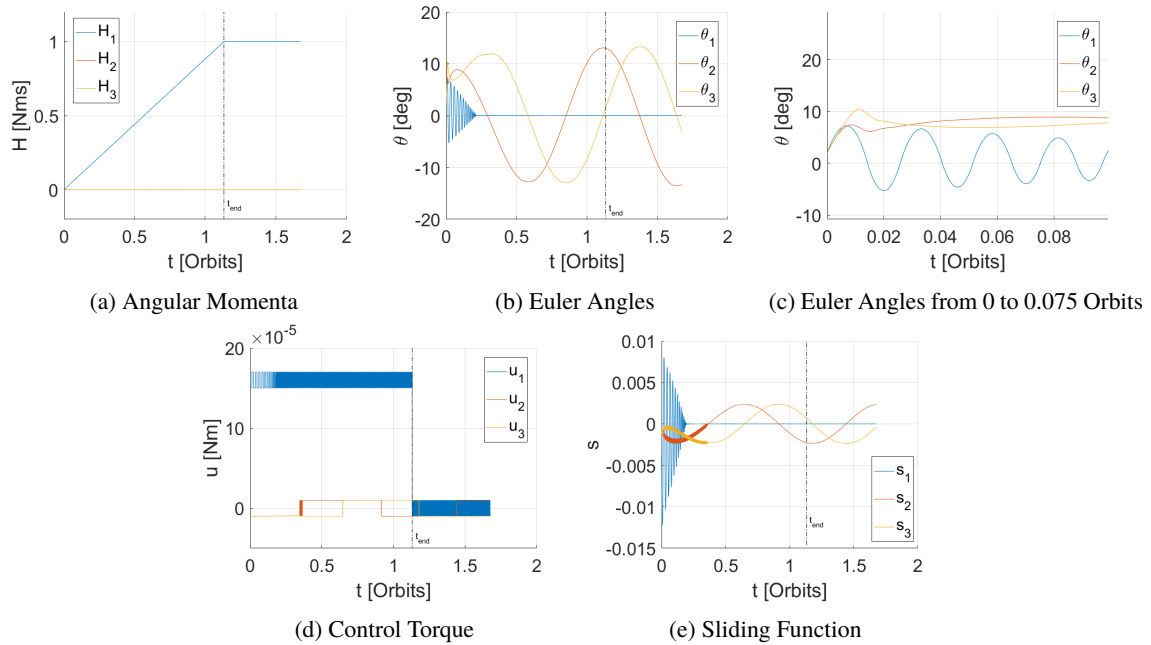 H [Nms]
1
0.5
0
H₁
H₂
H₃
t_end
0 0.5 1 1.5 2
t [Orbits]
(a) Angular Momenta
θ [deg]
20
10
0
-10
-20
θ₁
θ₂
θ₃
t_end
0 0.5 1 1.5 2
t [Orbits]
(b) Euler Angles
θ [deg]
20
10
0
-10
θ₁
θ₂
θ₃
0 0.02 0.04 0.06 0.08
t [Orbits]
(c) Euler Angles from 0 to 0.075 Orbits
× 10⁻⁵
u [Nm]
20
10
0
u₁
u₂
u₃
t_end
0 0.5 1 1.5 2
t [Orbits]
(d) Control Torque
s
0.01
0.005
0
-0.005
-0.01
-0.015
s₁
s₂
s₃
t_end
0 0.5 1 1.5 2
t [Orbits]
(e) Sliding Function